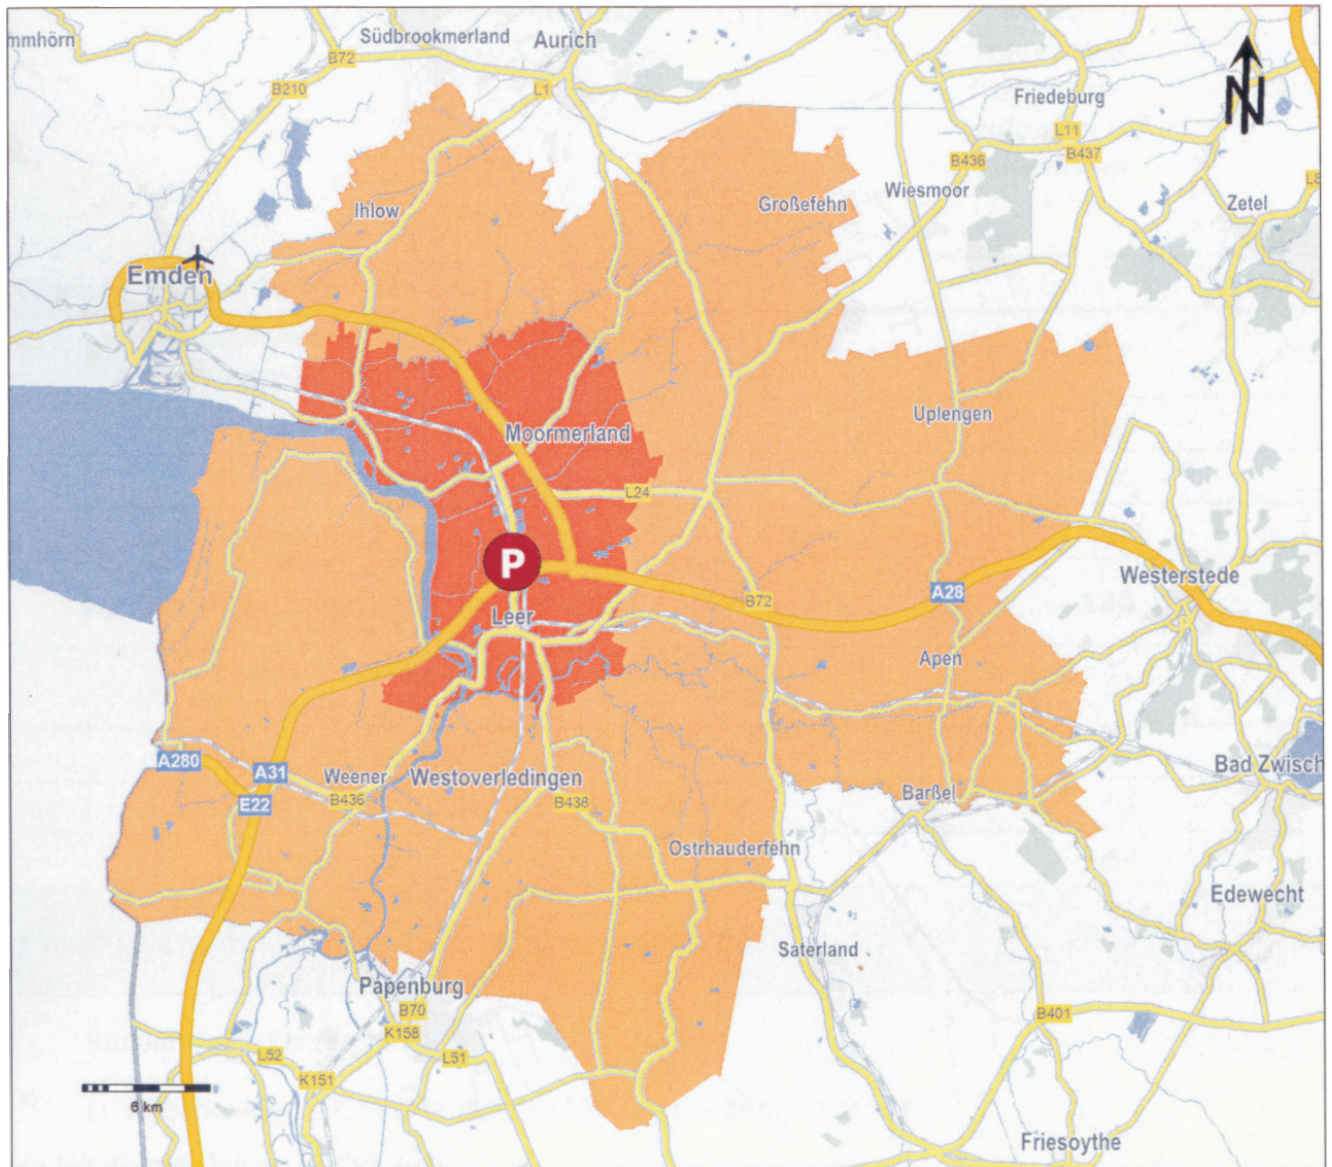 mmhörn
Südbrookmerland
Aurich
B72
B210
L1
Friedeburg
N
L11
B437
B436
Wiesmoor
Zetel
Ihlow
Großefehn
Emden
Uplengen
Moormerland
L24
P
Leer
B72
A28
Westerstede
Apen
A280
A31
E22
Weener
B436
Westoverledingen
B438
Barßel
Bad Zwisch
Ostrhauderfehn
Edewecht
Saterland
Papenburg
B70
K158
L52
L51
K151
B401
6 km
Friesoythe